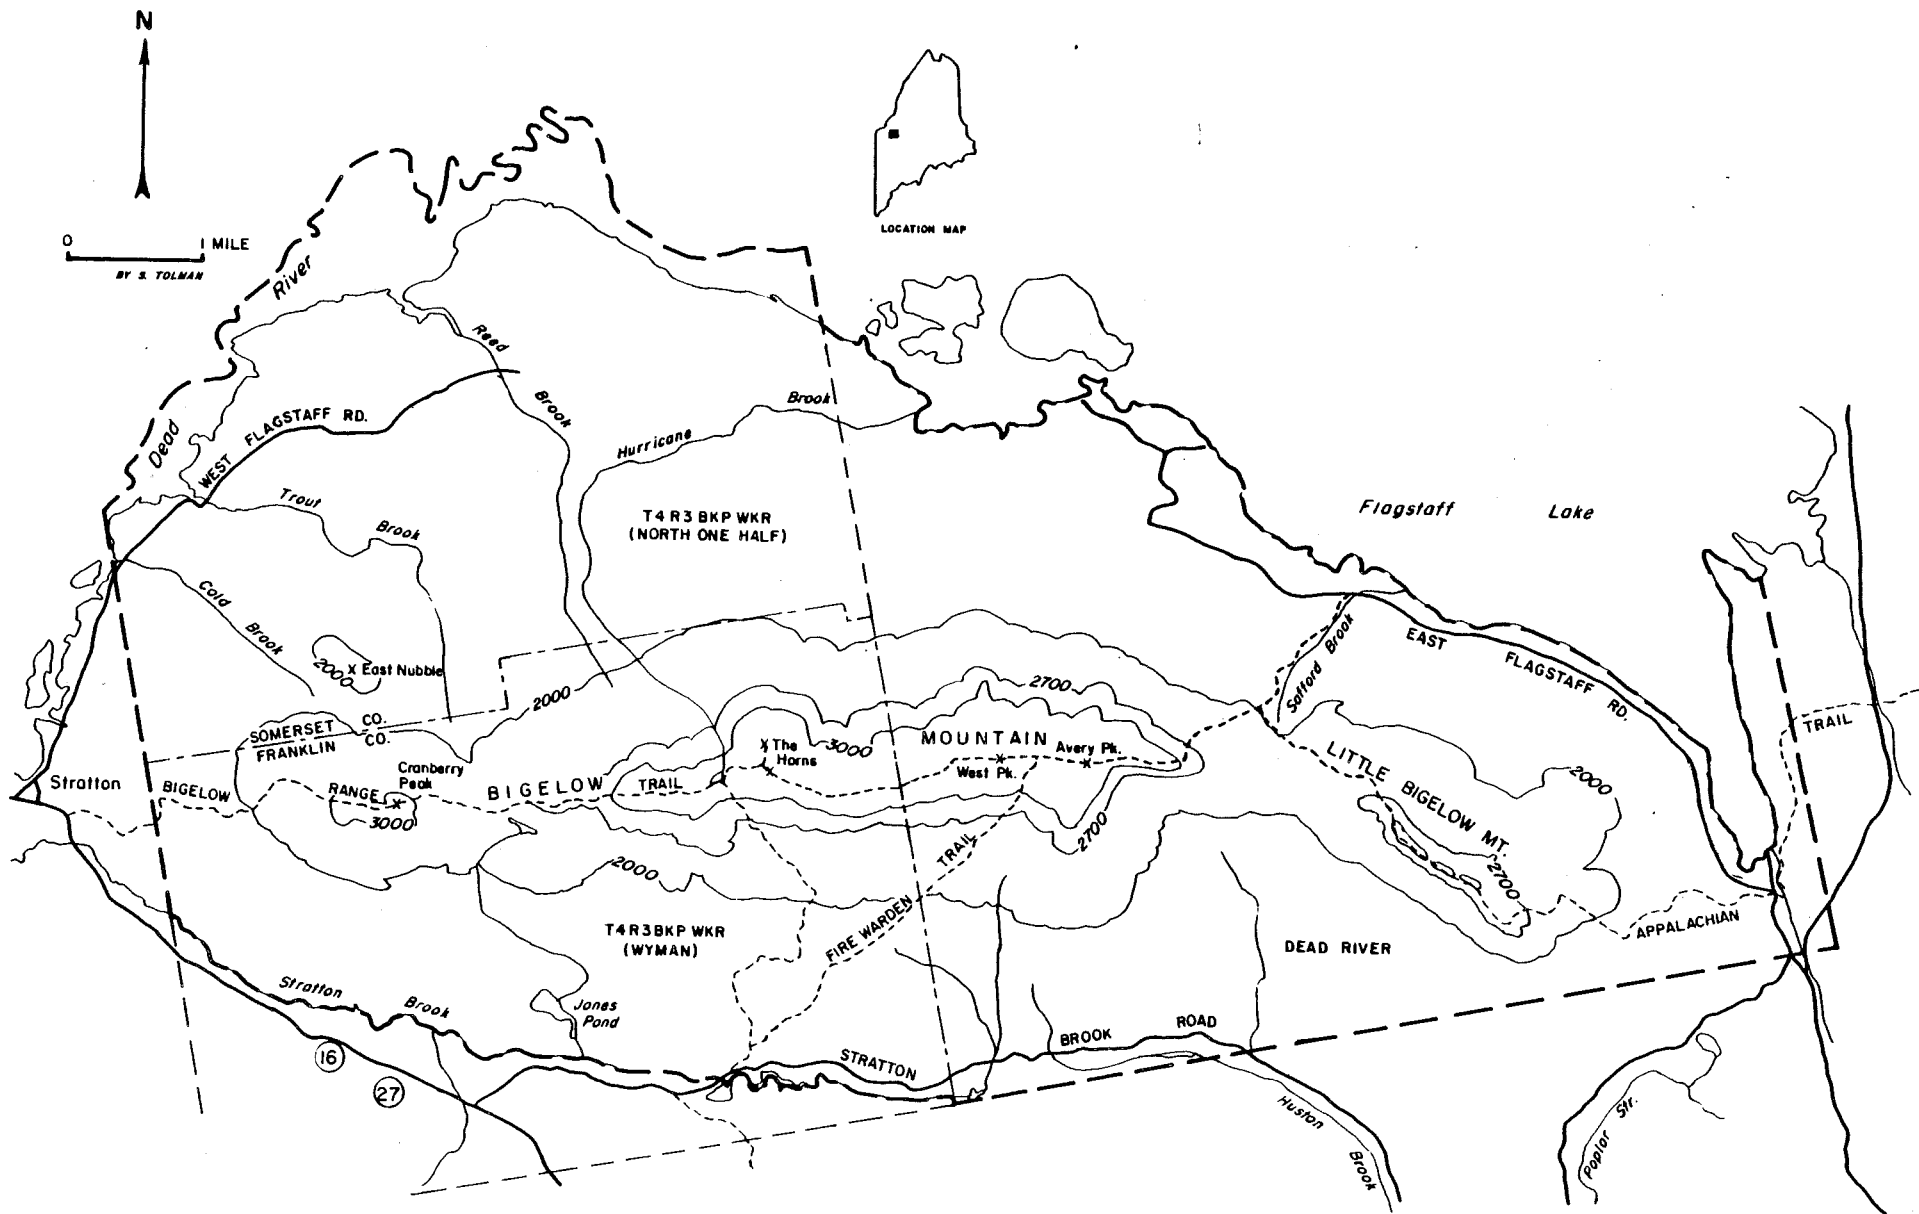 N
0 1 MILE
BY S. TOLMAN
LOCATION MAP
Dead River
Reed Brook
WEST FLAGSTAFF RD.
Trout Brook
Hurricane Brook
Cold Brook
T4 R3 BKP WKR
(NORTH ONE HALF)
Flagstaff Lake
2000
x East Nubble
Safford Brook
EAST FLAGSTAFF RD.
2000
2700
SOMERSET CO.
FRANKLIN CO.
TRAIL
Stratton
BIGELOW RANGE
Cranberry
Peak
x
3000
BIGELOW
TRAIL
x The
Horns
x
3000
MOUNTAIN
x
West Pk.
Avery Pk.
x
LITTLE BIGELOW MT.
2000
2700
2700
2000
TRAIL
FIRE WARDEN
T4R3BKP WKR
(WYMAN)
DEAD RIVER
APPALACHIAN
Stratton Brook
Jones
Pond
16
27
STRATTON BROOK ROAD
Huston Brook
Poplar Str.